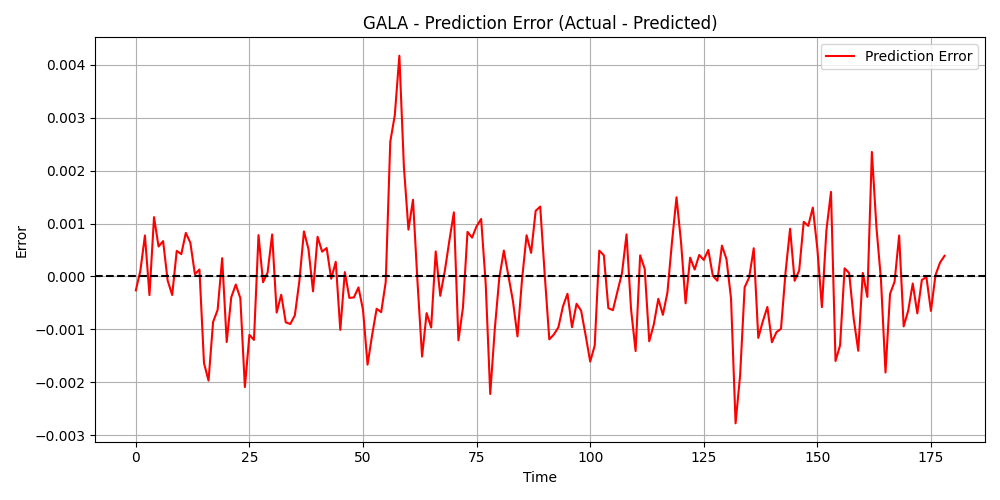 GALA - Prediction Error (Actual - Predicted)
Prediction Error
0.004
0.003
0.002
0.001
0.000
−0.001
−0.002
−0.003
Error
0 25 50 75 100 125 150 175
Time